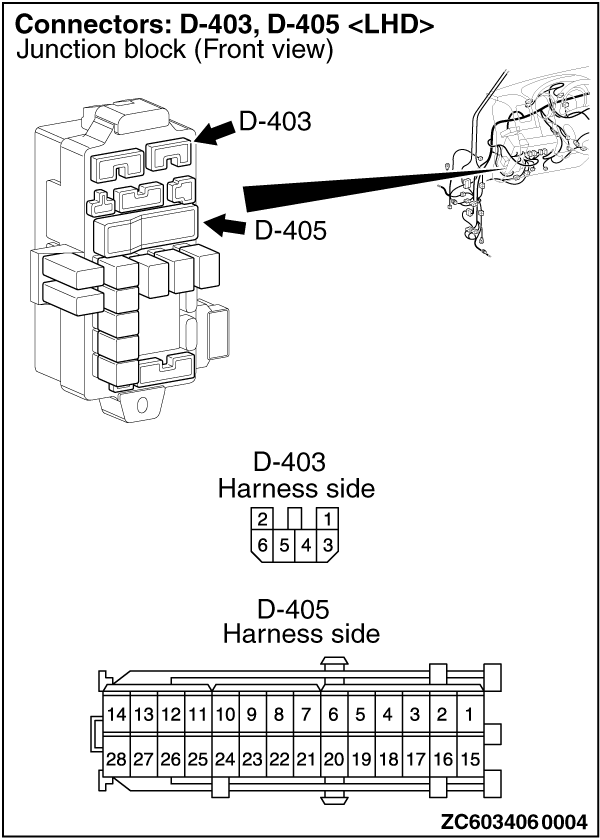 Connectors: D-403, D-405 <LHD>
Junction block (Front view)
D-403
D-405
D-403
Harness side
2 1
6 5 4 3
D-405
Harness side
14 13 12 11 10 9 8 7 6 5 4 3 2 1
28 27 26 25 24 23 22 21 20 19 18 17 16 15
ZC6034060004